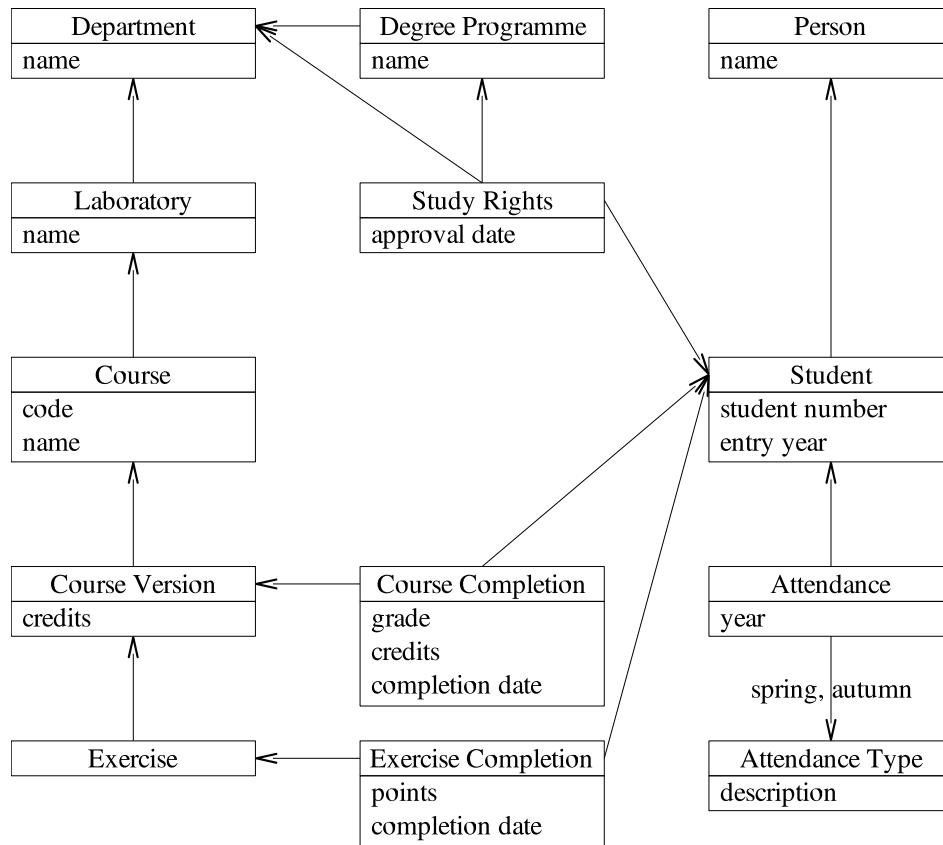 Department
name
Degree Programme
name
Person
name
Laboratory
name
Study Rights
approval date
Course
code
name
Student
student number
entry year
Course Version
credits
Course Completion
grade
credits
completion date
Attendance
year
spring, autumn
Exercise
Exercise Completion
points
completion date
Attendance Type
description